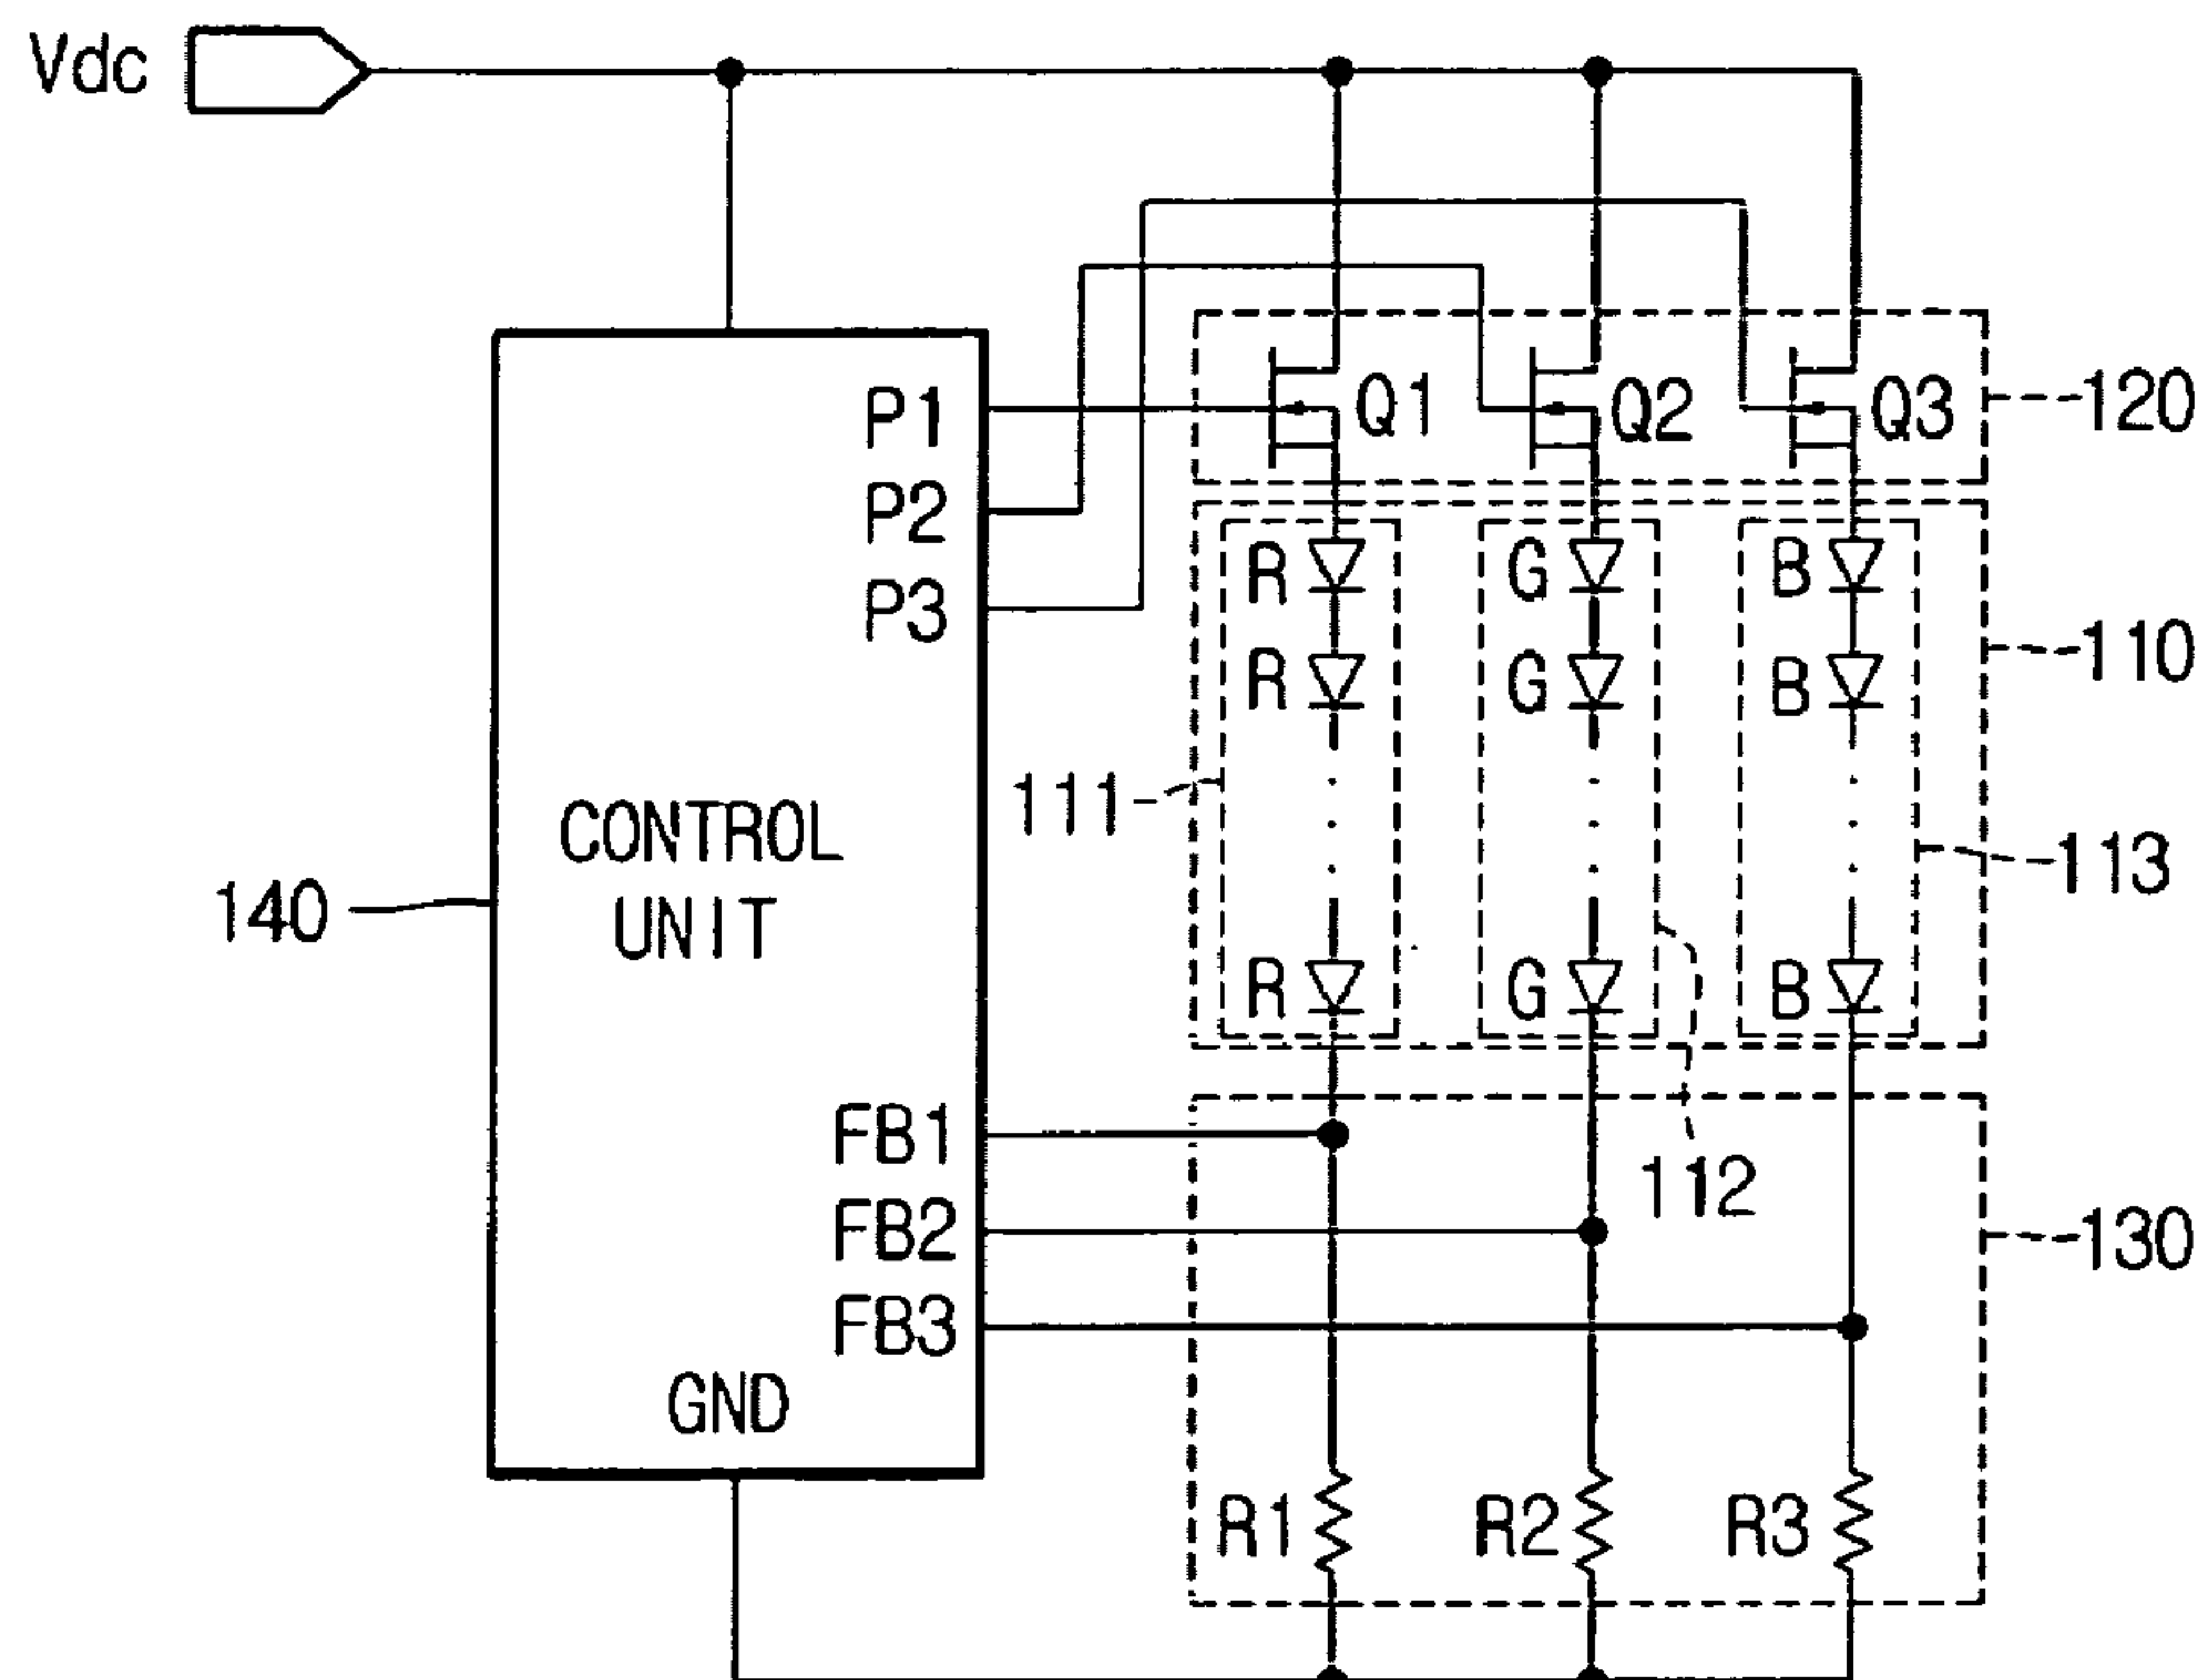 Vdc
P1
P2
P3
CONTROL
UNIT
FB1
FB2
FB3
GND
140
Q1
Q2
Q3
120
R
G
B
R
G
B
110
111
113
R
G
B
112
130
R1
R2
R3